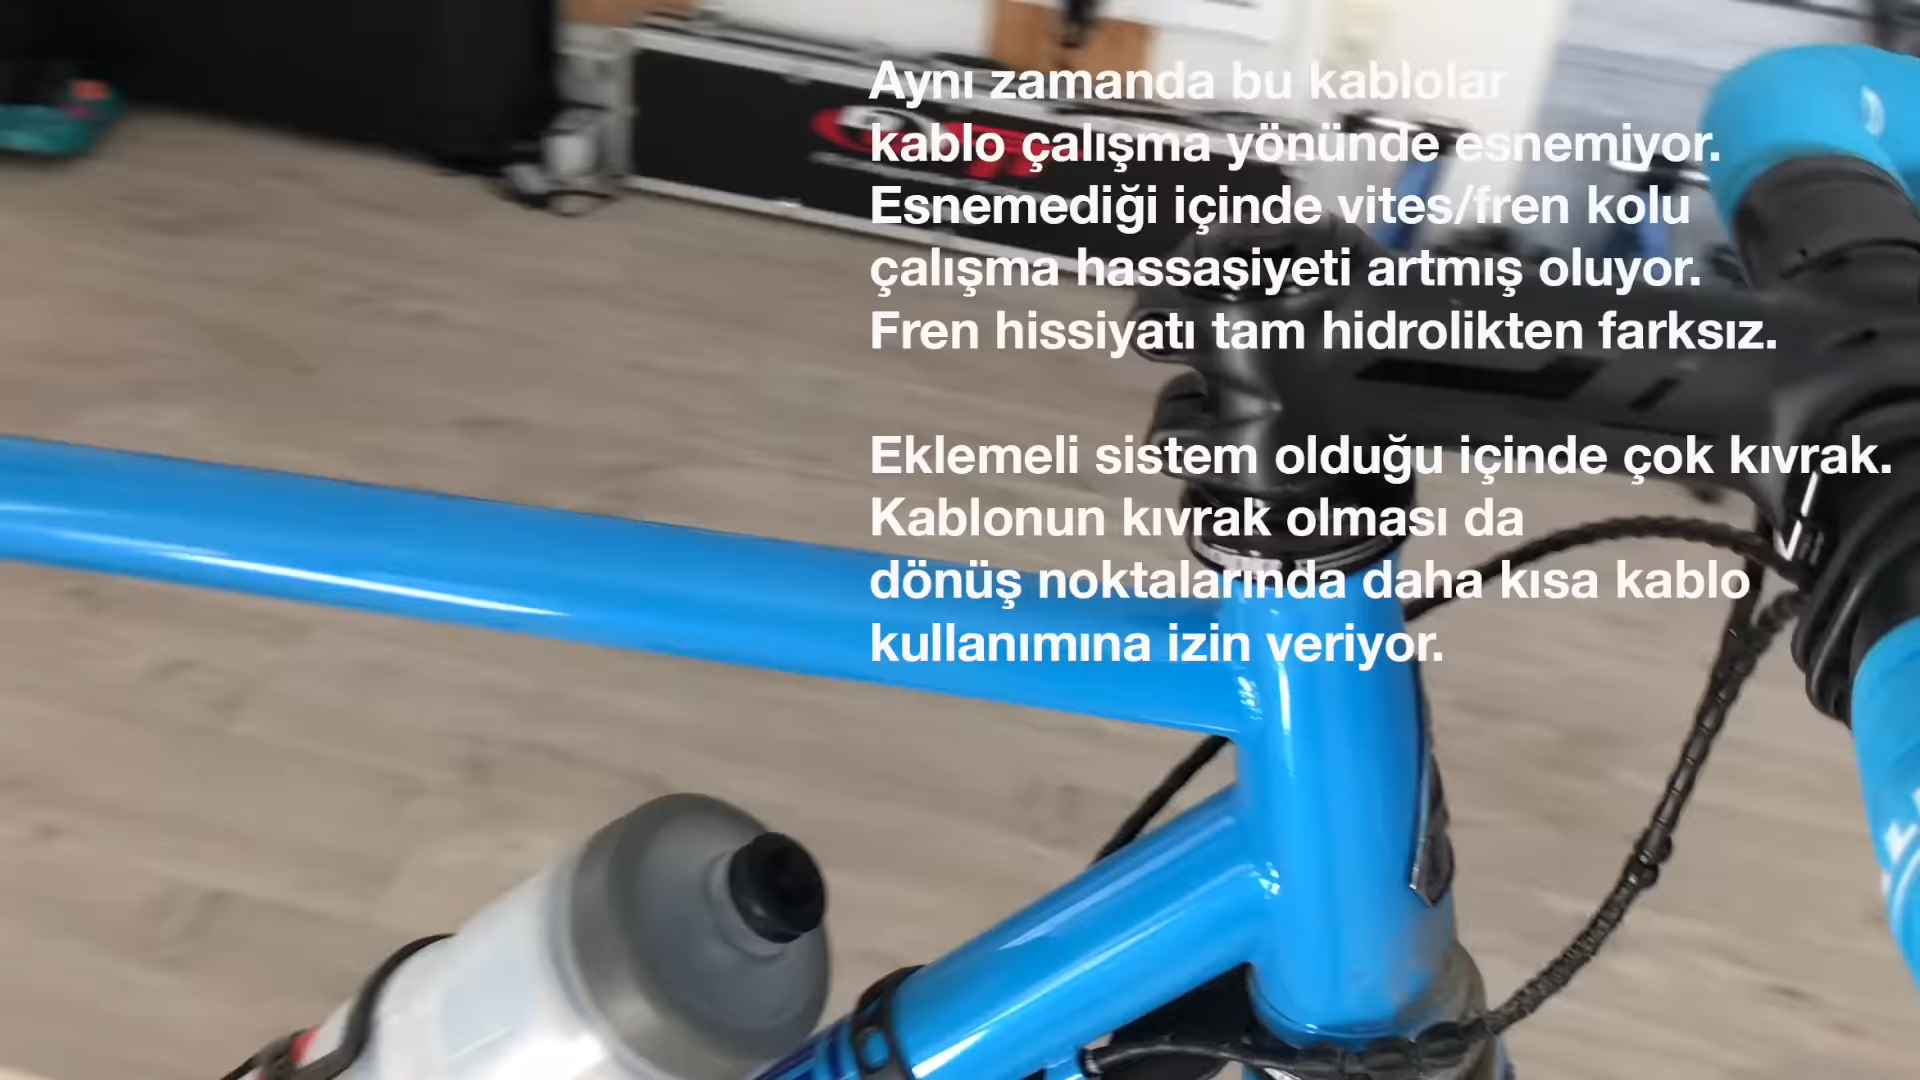 Aynı zamanda bu kablolar
kablo çalışma yönünde esnemiyor.
Esnemediği içinde vites/fren kolu
çalışma hassasiyeti artmış oluyor.
Fren hissiyatı tam hidrolikten farksız.
Eklemeli sistem olduğu içinde çok kıvrak.
Kablonun kıvrak olması da
dönüş noktalarında daha kısa kablo
kullanımına izin veriyor.